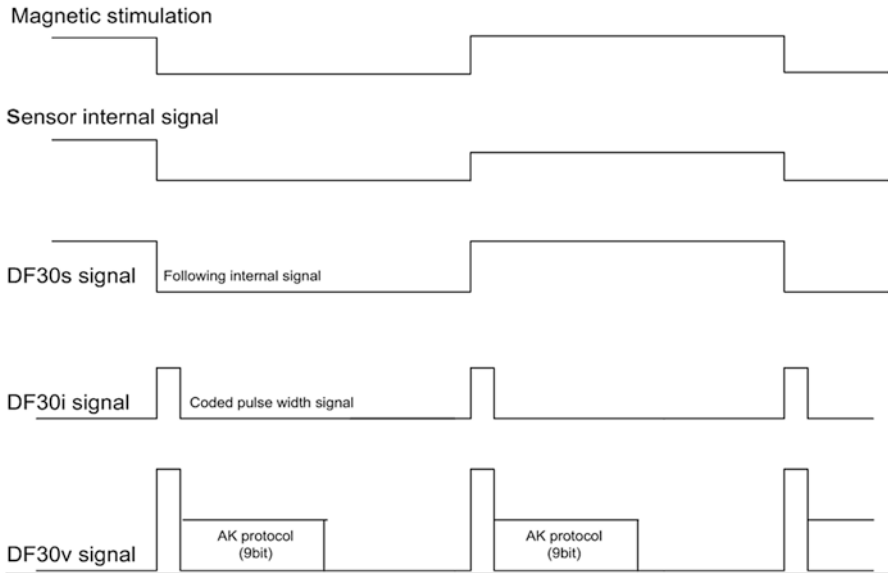 Magnetic stimulation
Sensor internal signal
DF30s signal
Following internal signal
DF30i signal
Coded pulse width signal
DF30v signal
AK protocol
(9bit)
AK protocol
(9bit)